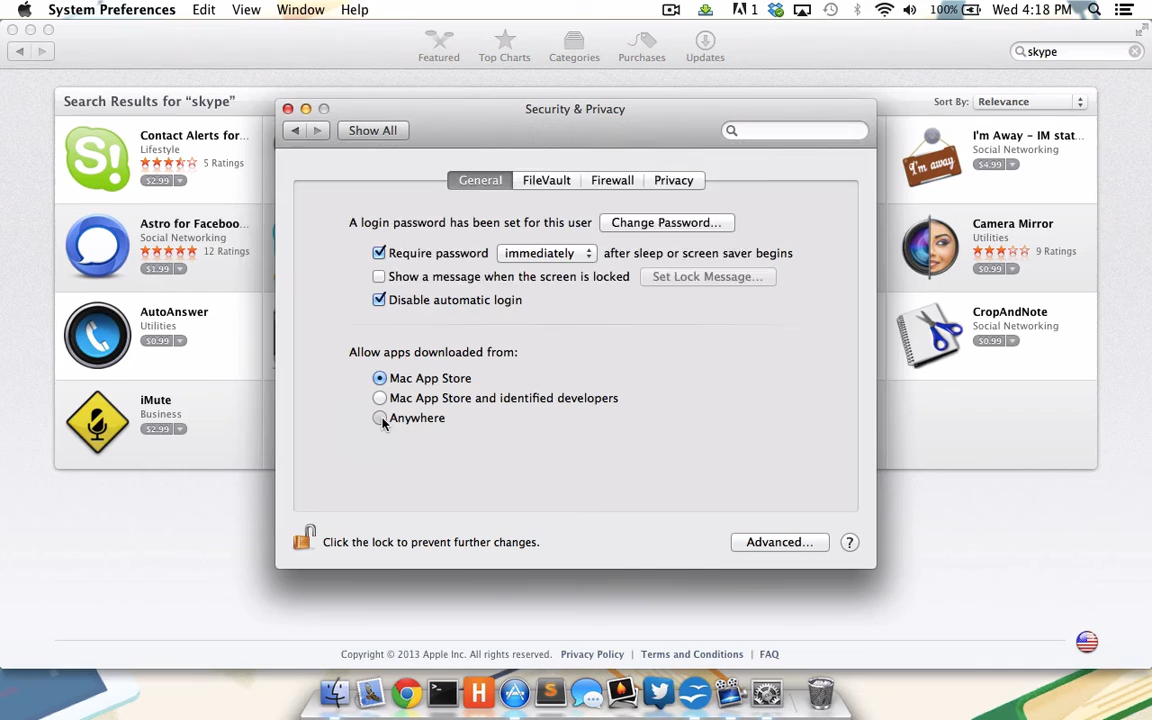 System Preferences Edit View Window Help
1 100% Wed 4:18 PM
Featured Top Charts Categories Purchases Updates
skype
Search Results for “skype”
Sort By: Relevance
Security & Privacy
Show All
General FileVault Firewall Privacy
A login password has been set for this user Change Password...
Require password immediately after sleep or screen saver begins
Show a message when the screen is locked Set Lock Message...
Disable automatic login
Allow apps downloaded from:
Mac App Store
Mac App Store and identified developers
Anywhere
Click the lock to prevent further changes.
Advanced... ?
Contact Alerts for...
Lifestyle
5 Ratings
$2.99
Astro for Faceboo...
Social Networking
12 Ratings
$1.99
AutoAnswer
Utilities
$0.99
iMute
Business
$2.99
I'm away
I'm Away - IM stat...
Social Networking
$4.99
Camera Mirror
Utilities
9 Ratings
$0.99
CropAndNote
Social Networking
$0.99
Copyright © 2013 Apple Inc. All rights reserved. Privacy Policy | Terms and Conditions | FAQ